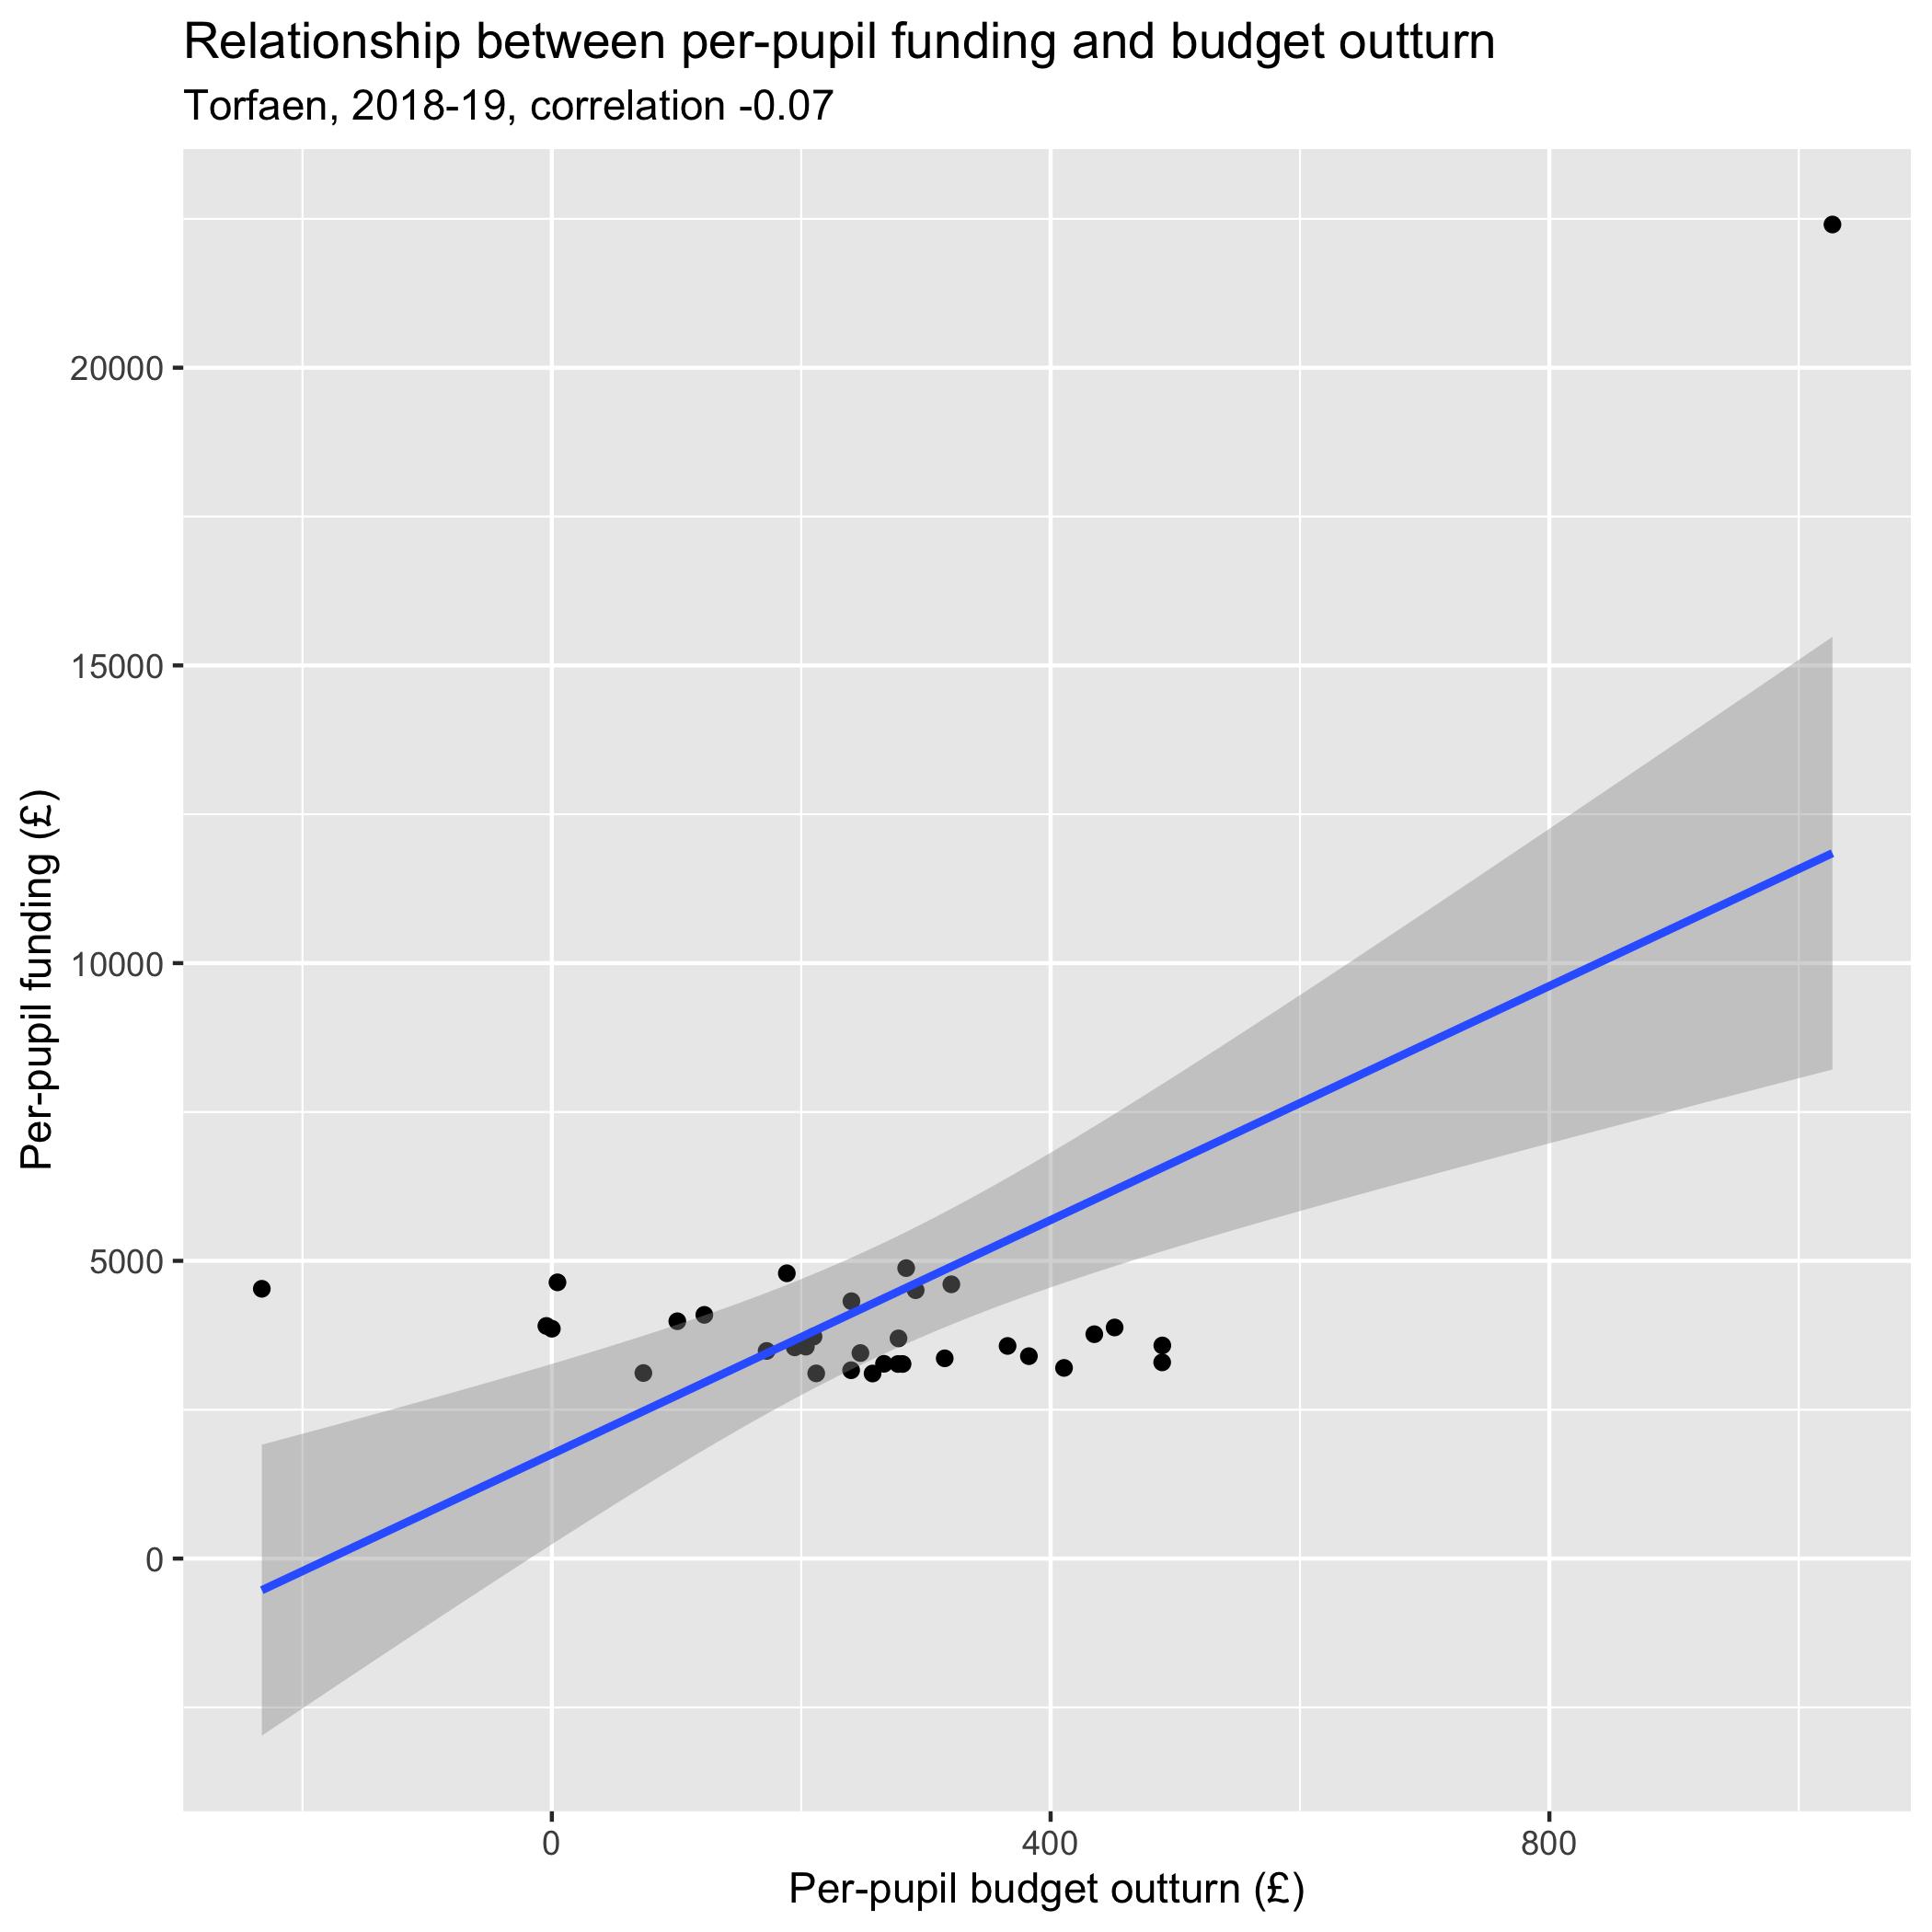 Relationship between per-pupil funding and budget outturn
Torfaen, 2018-19, correlation -0.07
Per-pupil funding (£)
20000
15000
10000
5000
0
0 400 800
Per-pupil budget outturn (£)